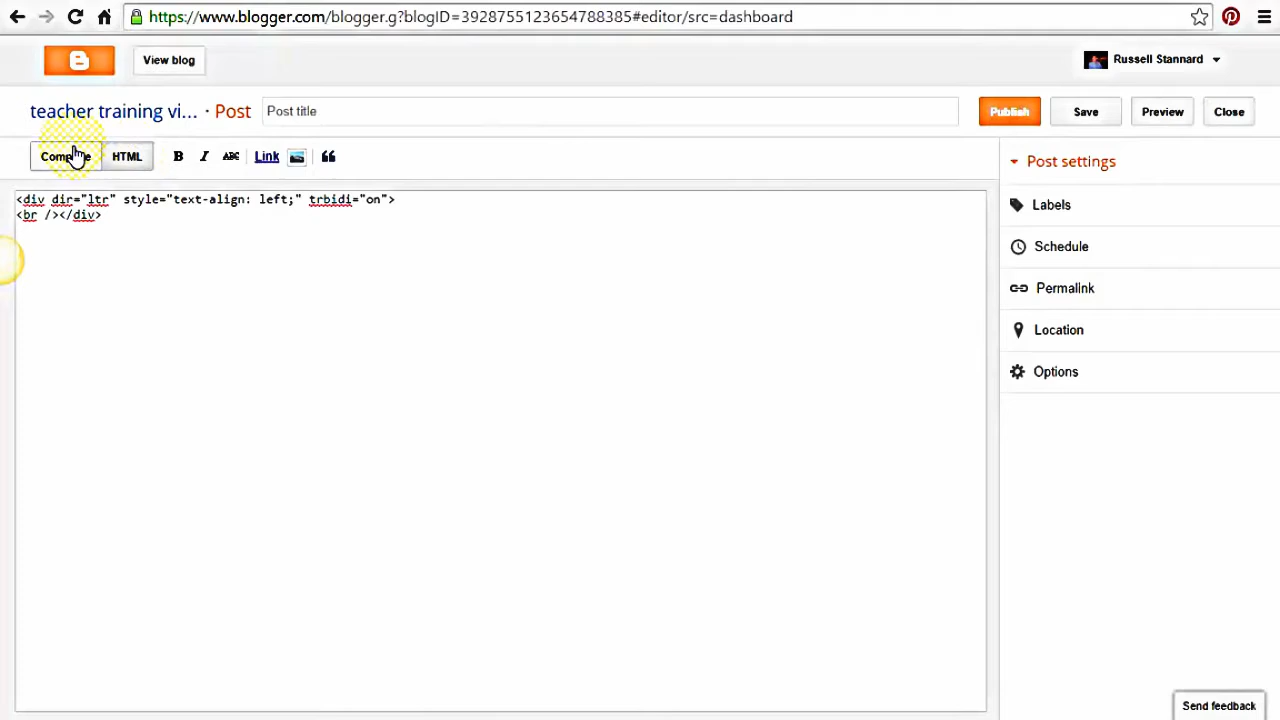 https://www.blogger.com/blogger.g?blogID=3928755123654788385#editor/src=dashboard
View blog
Russell Stannard
teacher training vi... · Post
Post title
Publish
Save
Preview
Close
HTML
B
I
ABC
Link
Post settings
<div dir="ltr" style="text-align: left;" trbidi="on">
<br /></div>
Labels
Schedule
Permalink
Location
Options
Send feedback